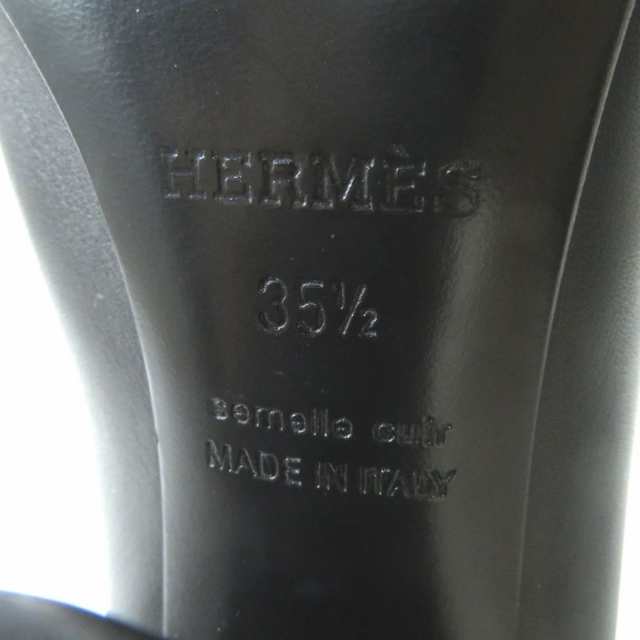 HERMÈS
35½
semelle cuir
MADE IN ITALY